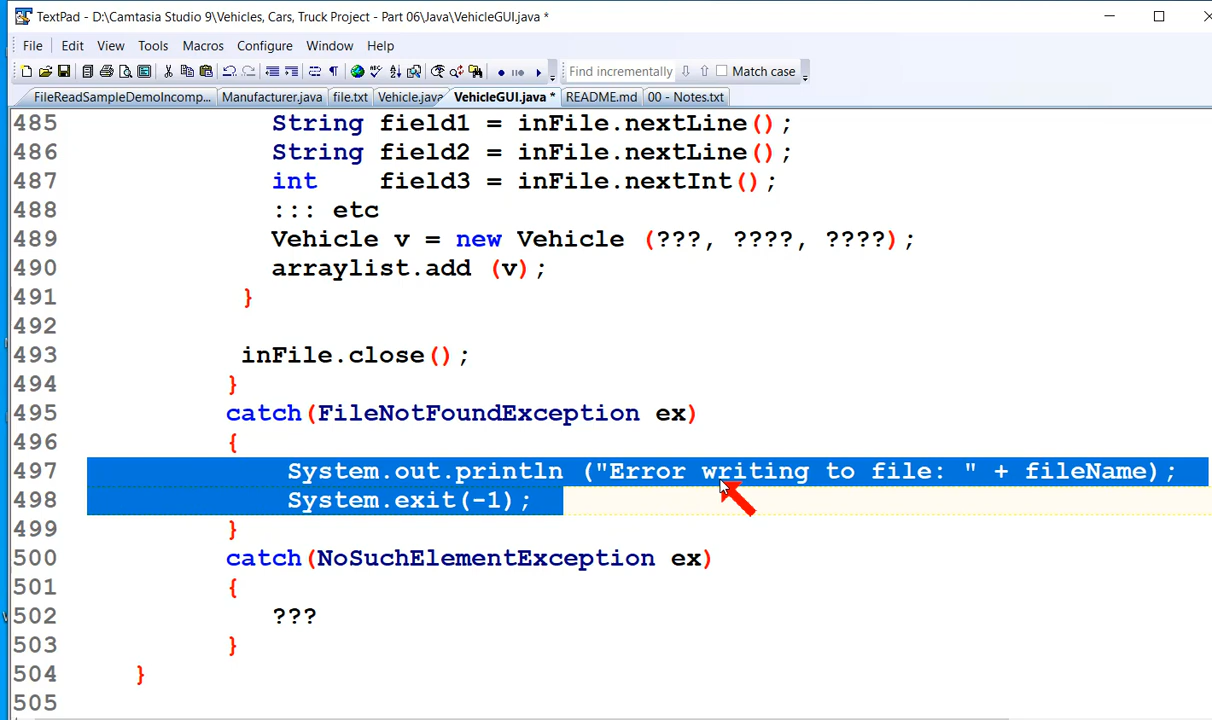 TextPad - D:\Camtasia Studio 9\Vehicles, Cars, Truck Project - Part 06\Java\VehicleGUI.java *
File Edit View Tools Macros Configure Window Help
Find incrementally Match case
FileReadSampleDemoIncomp... Manufacturer.java file.txt Vehicle.java VehicleGUI.java * README.md 00 - Notes.txt
485 String field1 = inFile.nextLine();
486 String field2 = inFile.nextLine();
487 int field3 = inFile.nextInt();
488 ::: etc
489 Vehicle v = new Vehicle (???, ????, ????);
490 arraylist.add (v);
491 }
492
493 inFile.close();
494 }
495 catch(FileNotFoundException ex)
496 {
497 System.out.println ("Error writing to file: " + fileName);
498 System.exit(-1);
499 }
500 catch(NoSuchElementException ex)
501 {
502 ???
503 }
504 }
505